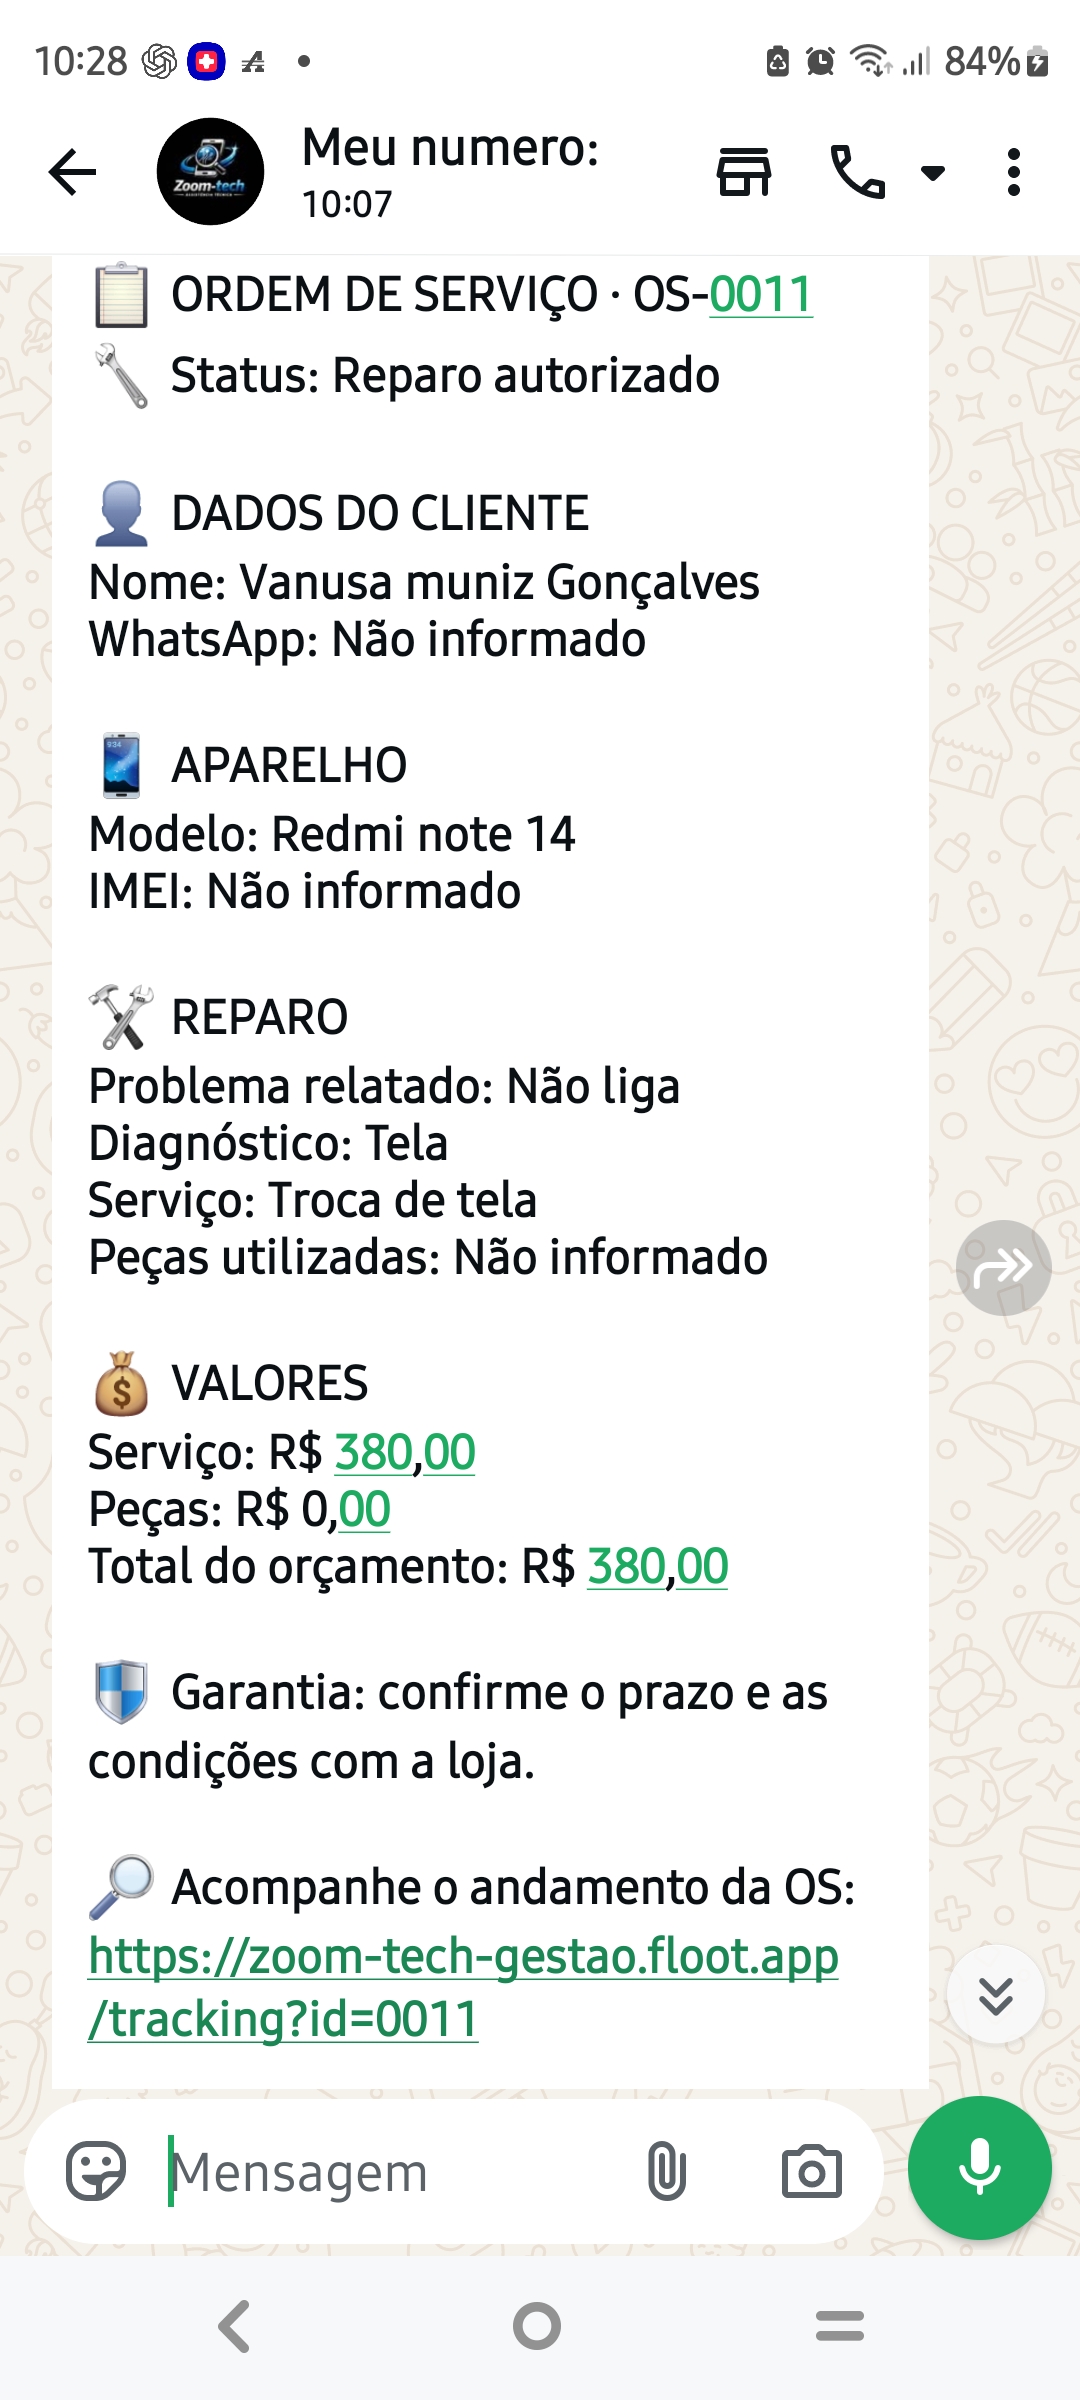 10:28
84%
Zoom-tech
Meu numero:
10:07
📋 ORDEM DE SERVIÇO · OS-0011
🔧 Status: Reparo autorizado
👤 DADOS DO CLIENTE
Nome: Vanusa muniz Gonçalves
WhatsApp: Não informado
📱 APARELHO
Modelo: Redmi note 14
IMEI: Não informado
🛠 REPARO
Problema relatado: Não liga
Diagnóstico: Tela
Serviço: Troca de tela
Peças utilizadas: Não informado
💰 VALORES
Serviço: R$ 380,00
Peças: R$ 0,00
Total do orçamento: R$ 380,00
🛡 Garantia: confirme o prazo e as
condições com a loja.
🔎 Acompanhe o andamento da OS:
https://zoom-tech-gestao.floot.app
/tracking?id=0011
Mensagem